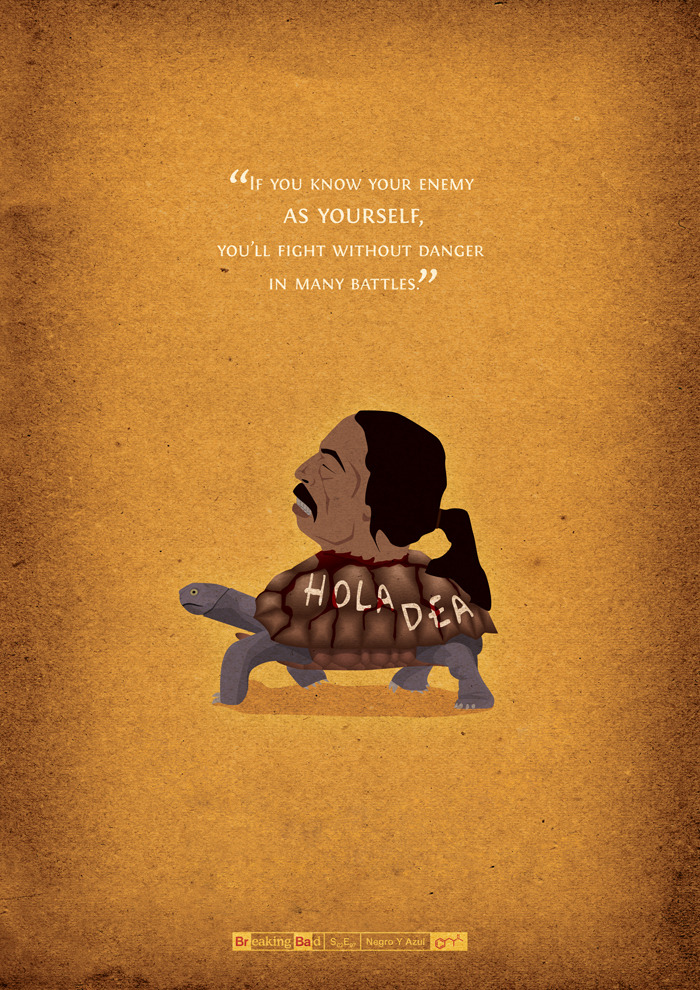 “If you know your enemy
as yourself,
you’ll fight without danger
in many battles.”
HOLA
DEA
Breaking Bad Negro Y Azul